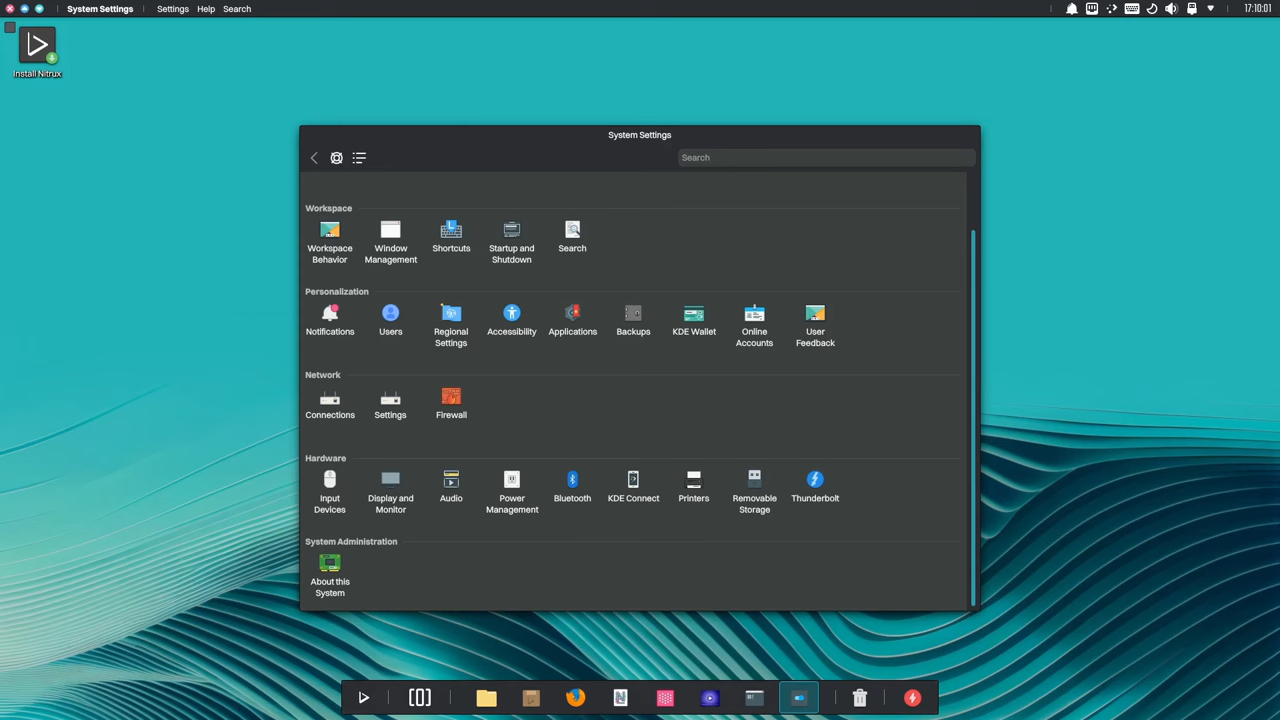 System Settings Settings Help Search 17:10:01
Install Nitrux
System Settings
Search
Workspace
Workspace Behavior
Window Management
Shortcuts
Startup and Shutdown
Search
Personalization
Notifications
Users
Regional Settings
Accessibility
Applications
Backups
KDE Wallet
Online Accounts
User Feedback
Network
Connections
Settings
Firewall
Hardware
Input Devices
Display and Monitor
Audio
Power Management
Bluetooth
KDE Connect
Printers
Removable Storage
Thunderbolt
System Administration
About this System